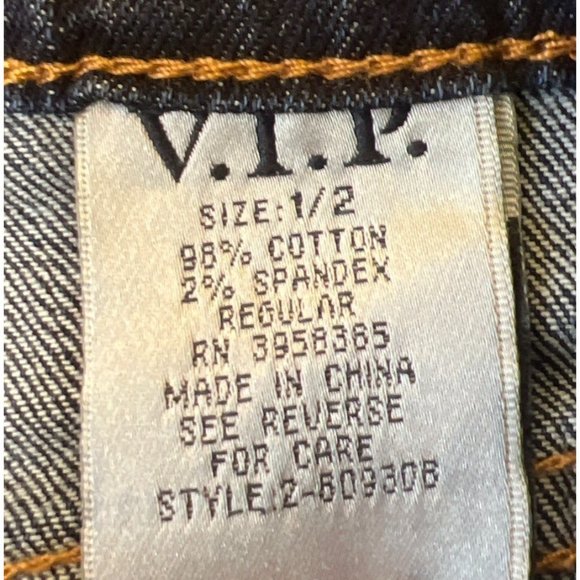 V.I.P.
SIZE: 1/2
98% COTTON
2% SPANDEX
REGULAR
RN 3958365
MADE IN CHINA
SEE REVERSE
FOR CARE
STYLE:2-60930B